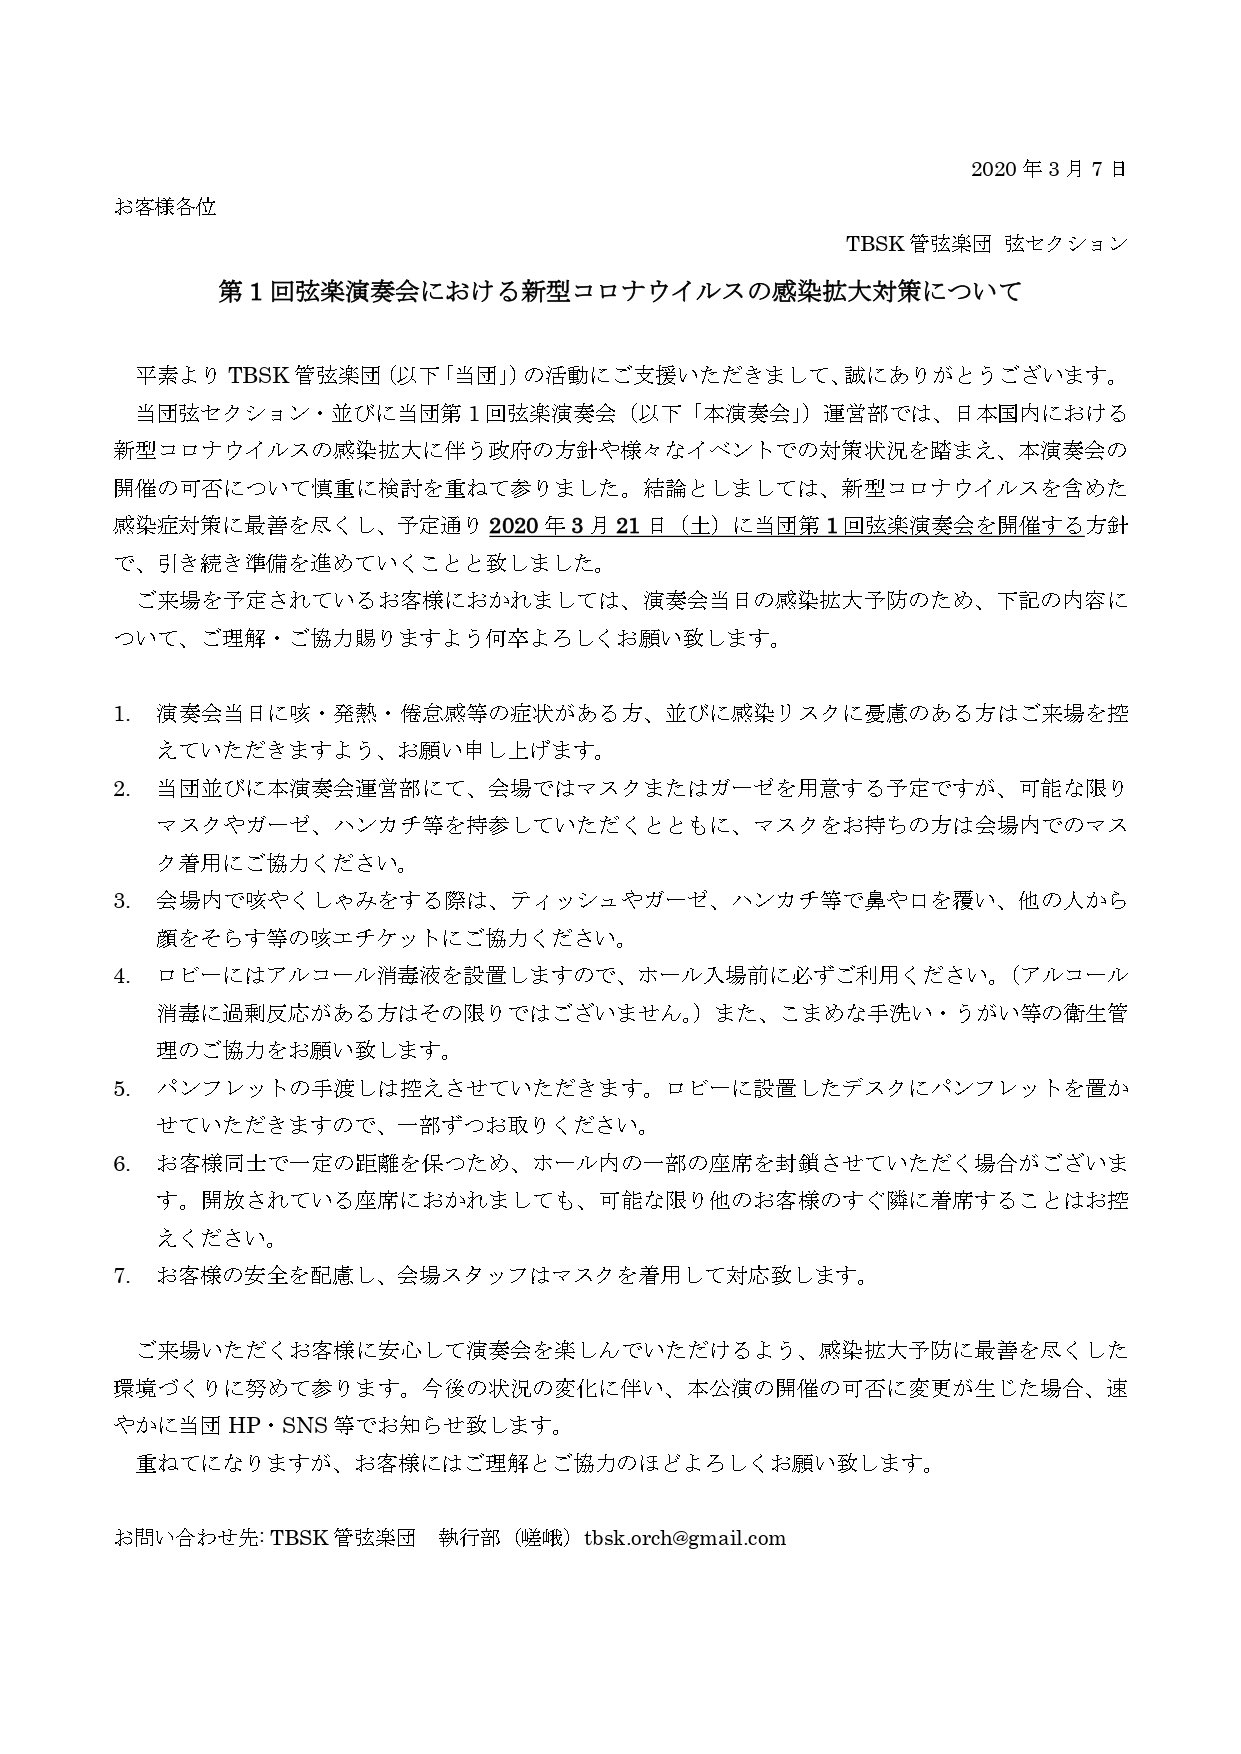 2020 年 3 月 7 日
お客様各位
TBSK 管弦楽団 弦セクション
第 1 回弦楽演奏会における新型コロナウイルスの感染拡大対策について
平素より TBSK 管弦楽団（以下「当団」）の活動にご支援いただきまして、誠にありがとうございます。
当団弦セクション・並びに当団第 1 回弦楽演奏会（以下「本演奏会」）運営部では、日本国内における
新型コロナウイルスの感染拡大に伴う政府の方針や様々なイベントでの対策状況を踏まえ、本演奏会の
開催の可否について慎重に検討を重ねて参りました。結論としましては、新型コロナウイルスを含めた
感染症対策に最善を尽くし、予定通り 2020 年 3 月 21 日（土）に当団第 1 回弦楽演奏会を開催する方針
で、引き続き準備を進めていくことと致しました。
ご来場を予定されているお客様におかれましては、演奏会当日の感染拡大予防のため、下記の内容に
ついて、ご理解・ご協力賜りますよう何卒よろしくお願い致します。
1. 演奏会当日に咳・発熱・倦怠感等の症状がある方、並びに感染リスクに憂慮のある方はご来場を控
えていただきますよう、お願い申し上げます。
2. 当団並びに本演奏会運営部にて、会場ではマスクまたはガーゼを用意する予定ですが、可能な限り
マスクやガーゼ、ハンカチ等を持参していただくとともに、マスクをお持ちの方は会場内でのマス
ク着用にご協力ください。
3. 会場内で咳やくしゃみをする際は、ティッシュやガーゼ、ハンカチ等で鼻や口を覆い、他の人から
顔をそらす等の咳エチケットにご協力ください。
4. ロビーにはアルコール消毒液を設置しますので、ホール入場前に必ずご利用ください。（アルコール
消毒に過剰反応がある方はその限りではございません。）また、こまめな手洗い・うがい等の衛生管
理のご協力をお願い致します。
5. パンフレットの手渡しは控えさせていただきます。ロビーに設置したデスクにパンフレットを置か
せていただきますので、一部ずつお取りください。
6. お客様同士で一定の距離を保つため、ホール内の一部の座席を封鎖させていただく場合がございま
す。開放されている座席におかれましても、可能な限り他のお客様のすぐ隣に着席することはお控
えください。
7. お客様の安全を配慮し、会場スタッフはマスクを着用して対応致します。
ご来場いただくお客様に安心して演奏会を楽しんでいただけるよう、感染拡大予防に最善を尽くした
環境づくりに努めて参ります。今後の状況の変化に伴い、本公演の開催の可否に変更が生じた場合、速
やかに当団 HP・SNS 等でお知らせ致します。
重ねてになりますが、お客様にはご理解とご協力のほどよろしくお願い致します。
お問い合わせ先: TBSK 管弦楽団 執行部（嵯峨）tbsk.orch@gmail.com